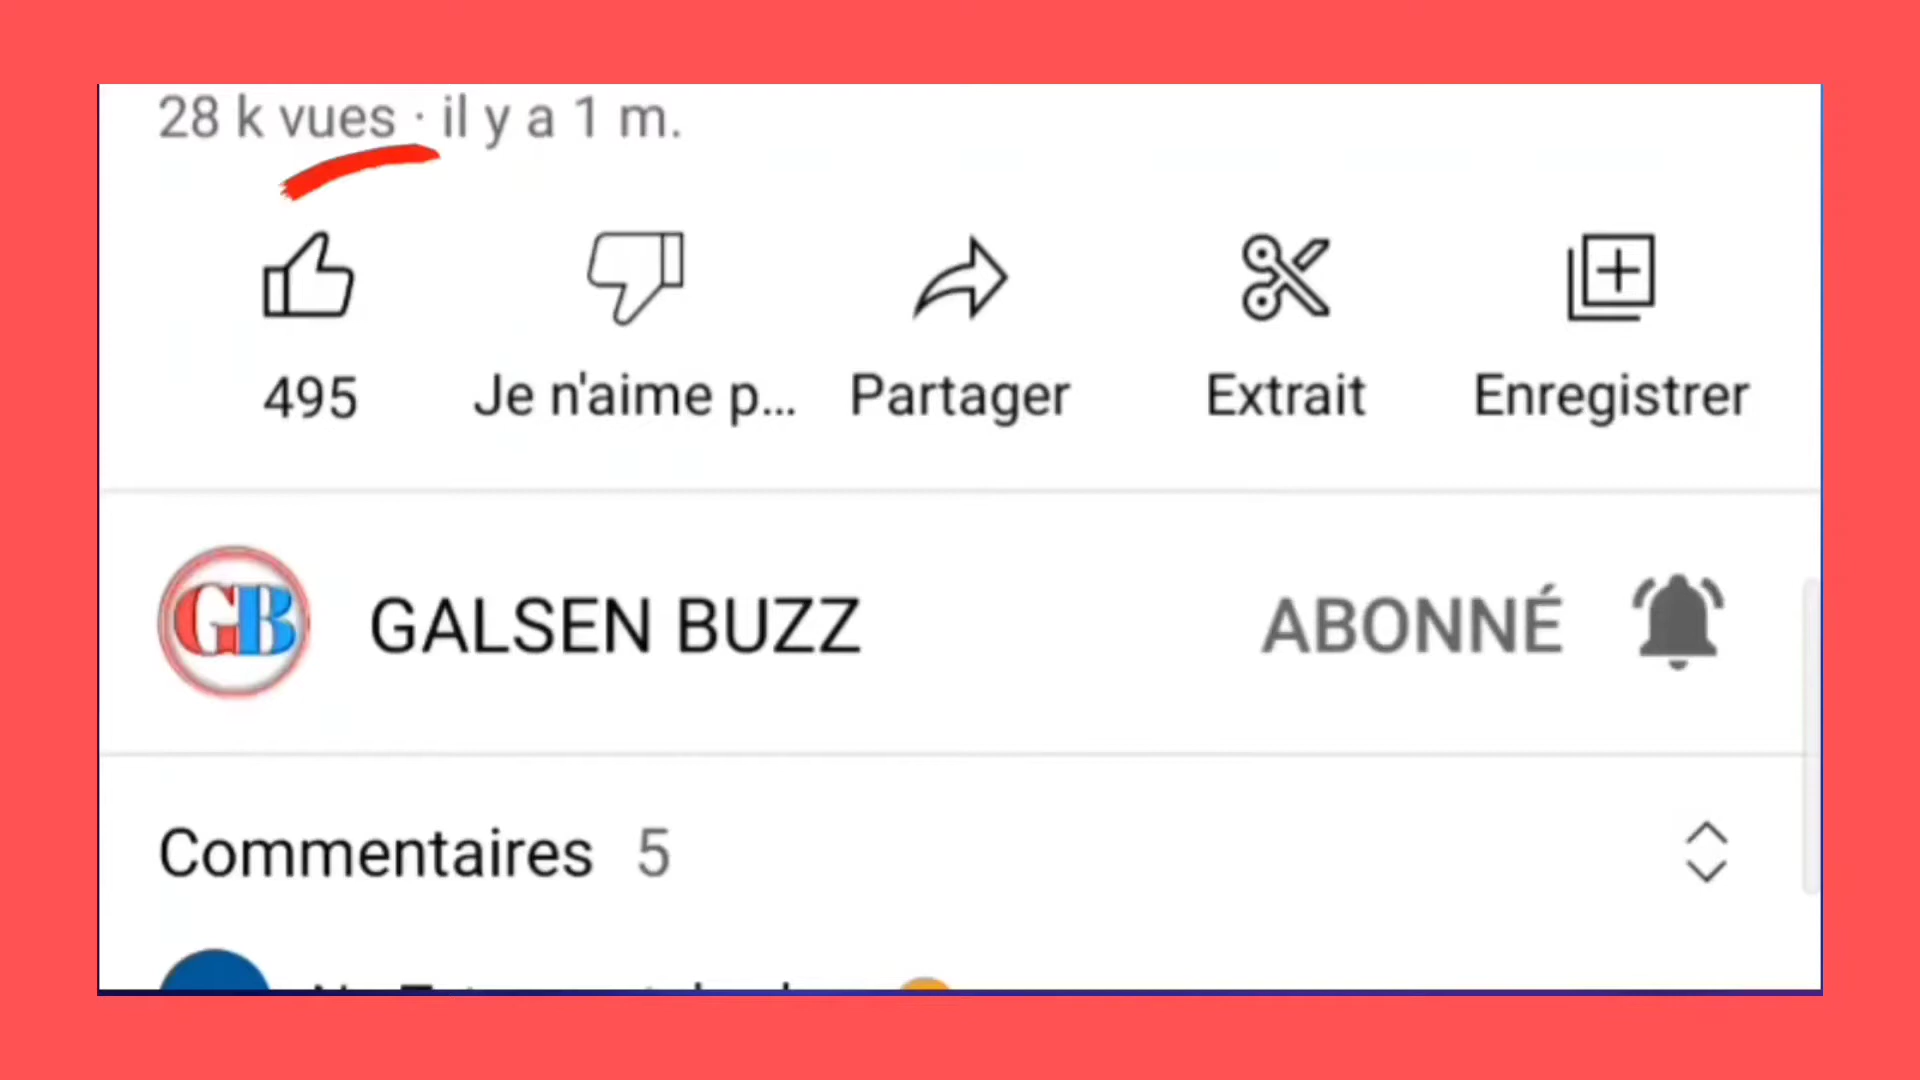 28 k vues · il y a 1 m.
495 Je n'aime p... Partager Extrait Enregistrer
GB GALSEN BUZZ ABONNÉ
Commentaires 5